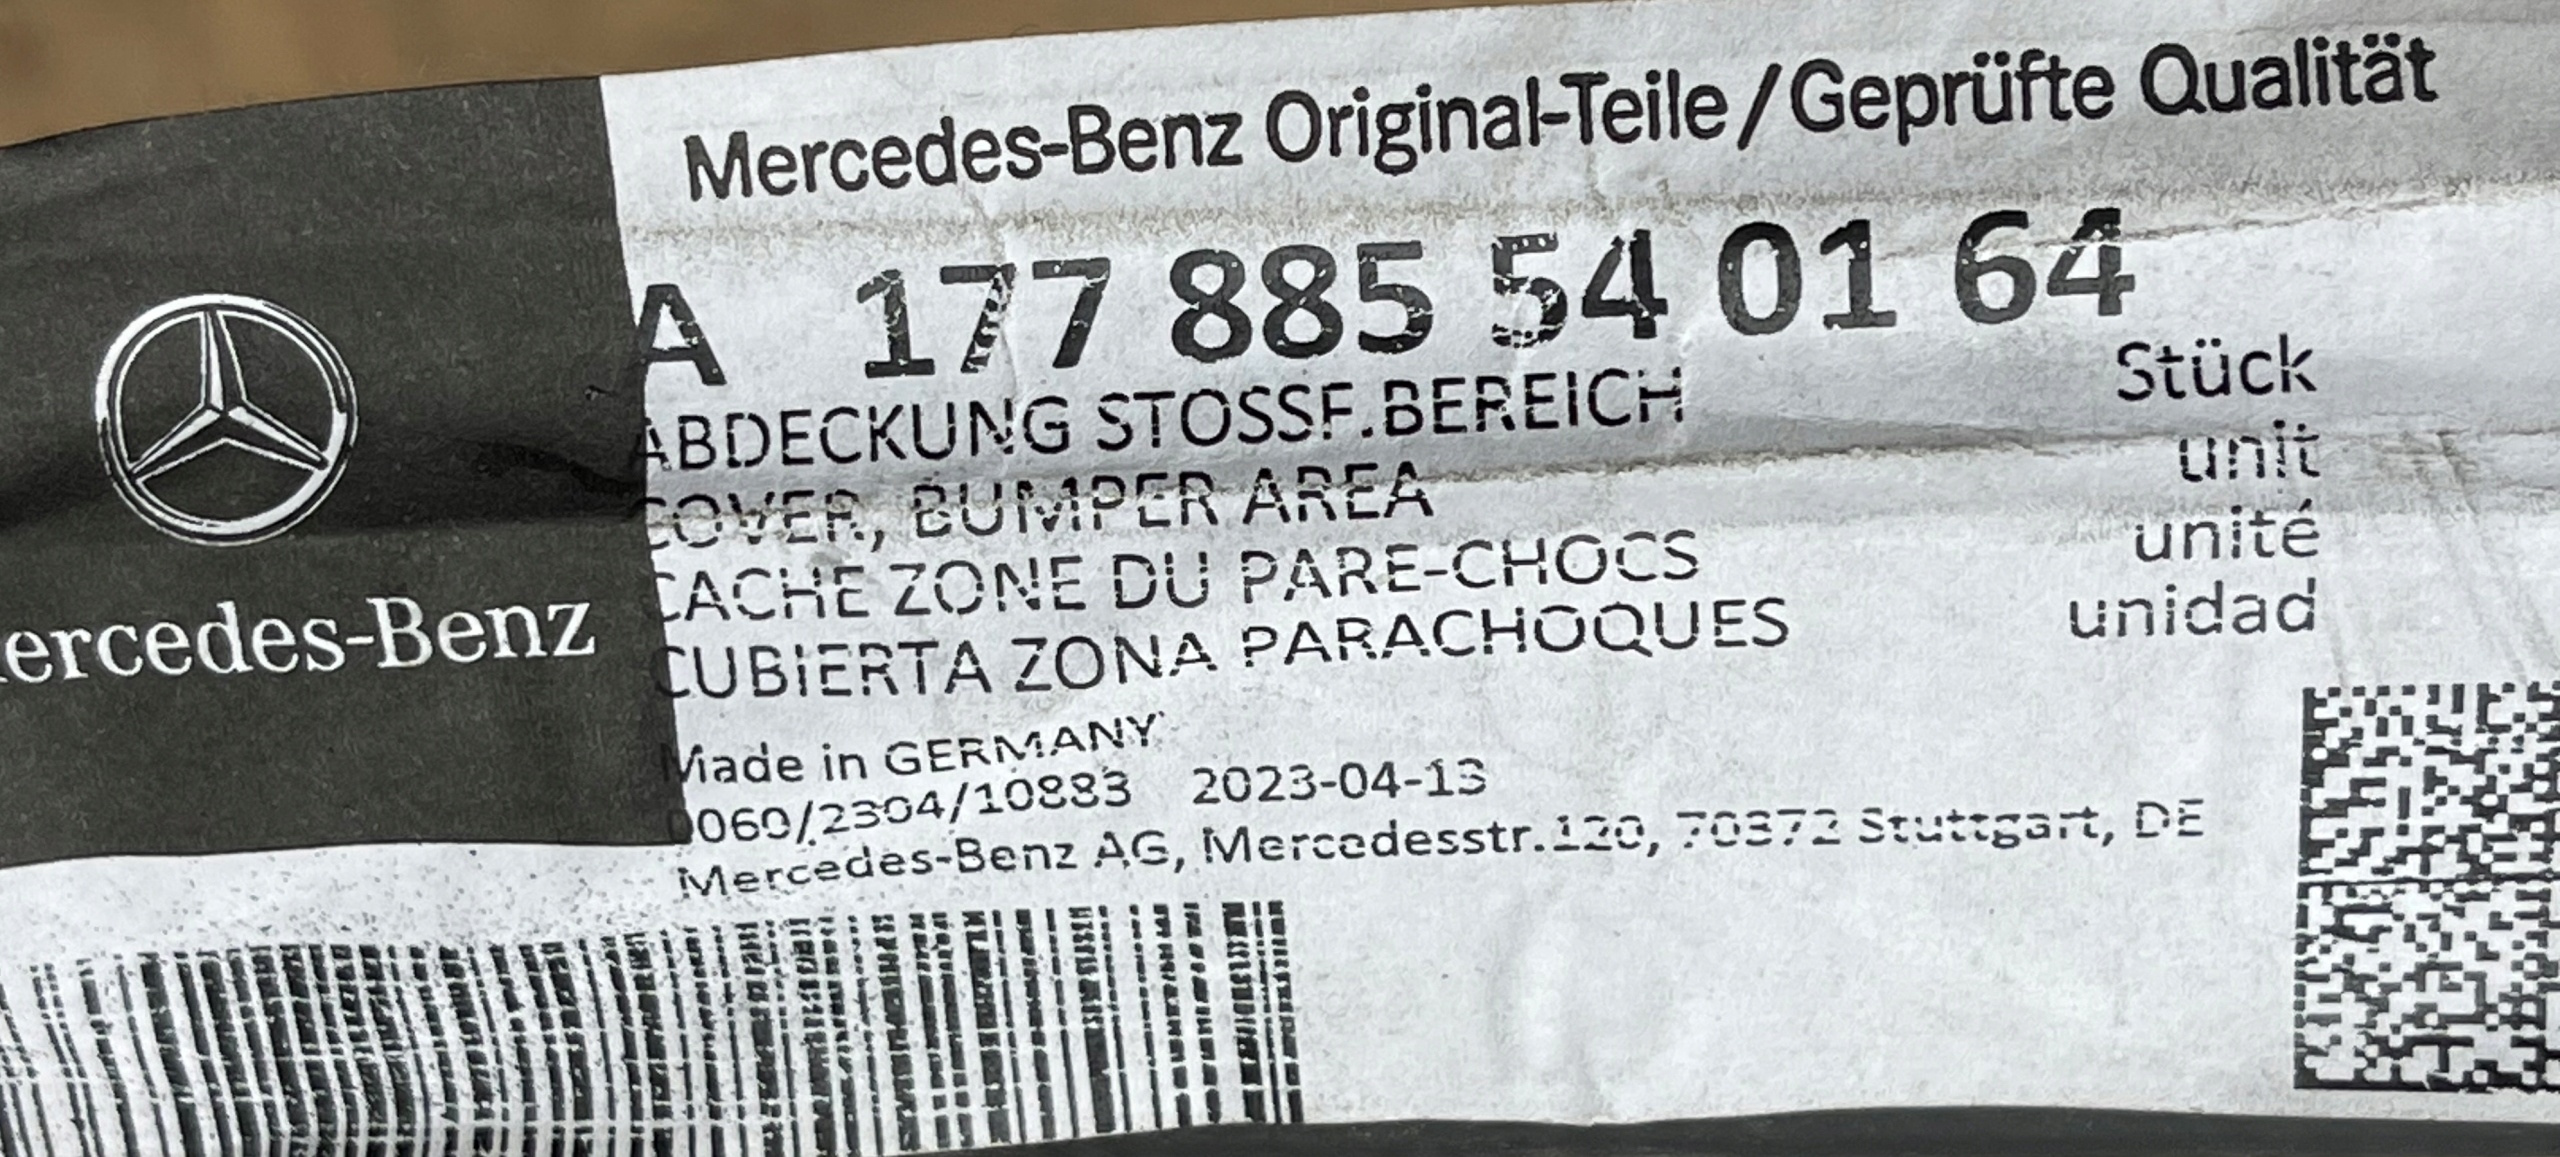 Mercedes-Benz Original-Teile/Geprüfte Qualität
A 177 885 54 01 64
Stück
ABDECKUNG STOSSF.BEREICH
unit
COVER, BUMPER AREA
unité
CACHE ZONE DU PARE-CHOCS
unidad
CUBIERTA ZONA PARACHOQUES
ercedes-Benz
Made in GERMANY
0060/2304/10883 2023-04-13
Mercedes-Benz AG, Mercedesstr.120, 70372 Stuttgart, DE